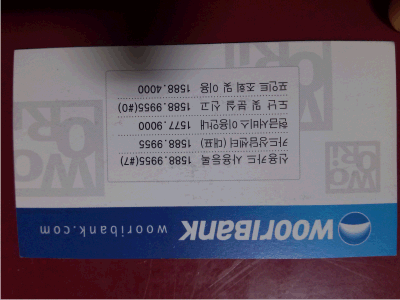 WOORIBANK wooribank.com
신용카드 사용등록 1588.9955(#7)
카드상담센터 (대표) 1588.9955
현금서비스 이용안내 1577.9000
도난 및 분실 신고 1588.9955(#0)
포인트 조회 및 이용 1588.4000